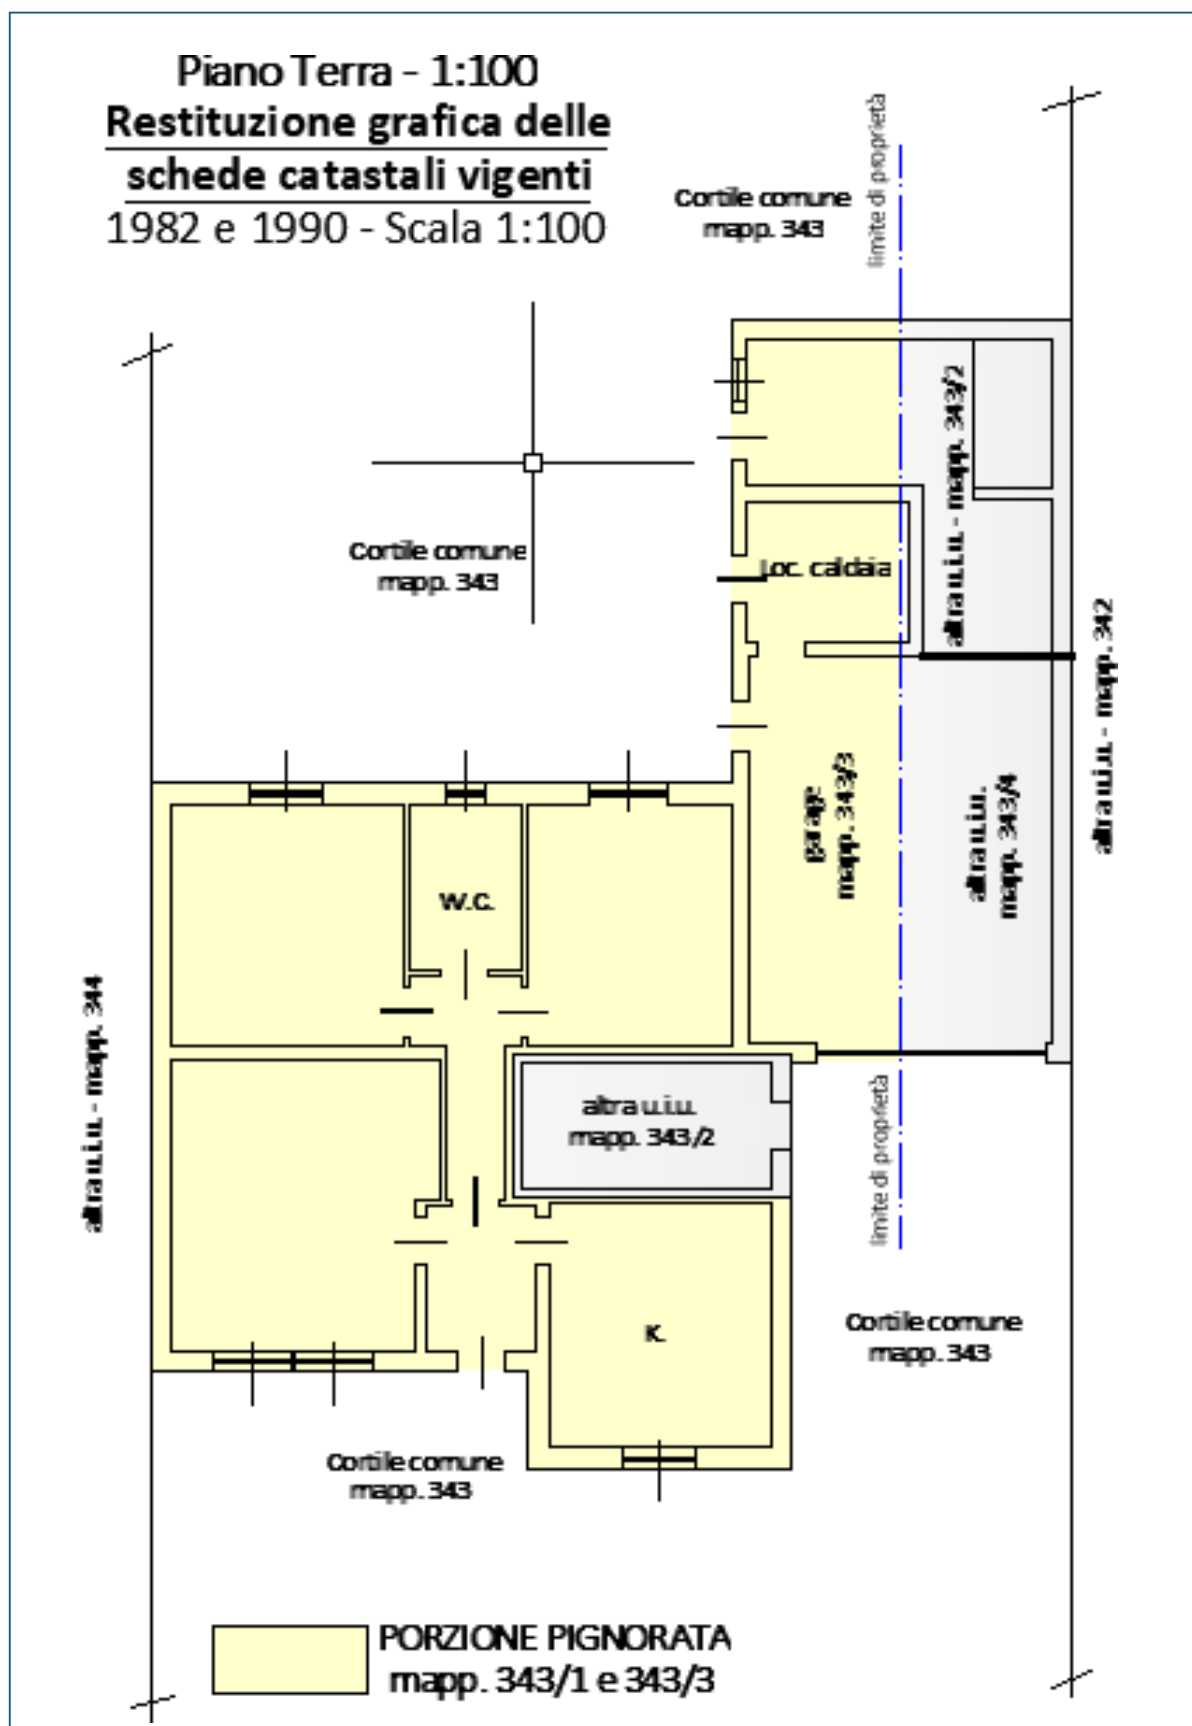 Piano Terra - 1:100
Restituzione grafica delle
schede catastali vigenti
1982 e 1990 - Scala 1:100
Cortile comune
mapp. 343
limite di proprietà
altra u.i.u. - mapp. 343/2
Cortile comune
mapp. 343
Loc. caldaia
altra u.i.u. - mapp. 342
garage
mapp. 343/3
altra u.i.u.
mapp. 343/4
W.C.
altra u.i.u. - mapp. 344
altra u.i.u.
mapp. 343/2
limite di proprietà
K.
Cortile comune
mapp. 343
Cortile comune
mapp. 343
PORZIONE PIGNORATA
mapp. 343/1 e 343/3